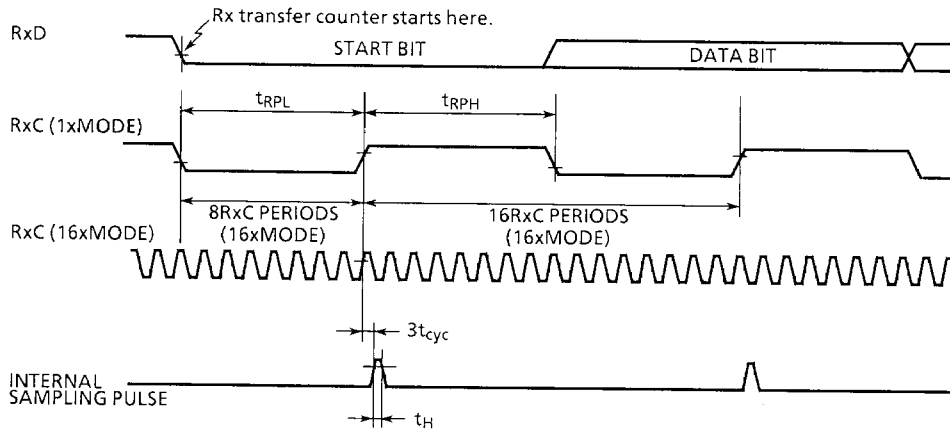 Rx transfer counter starts here.
RxD
START BIT
DATA BIT
tRPL
tRPH
RxC (1xMODE)
8RxC PERIODS
(16xMODE)
16RxC PERIODS
(16xMODE)
RxC (16xMODE)
3tcyc
INTERNAL
SAMPLING PULSE
tH